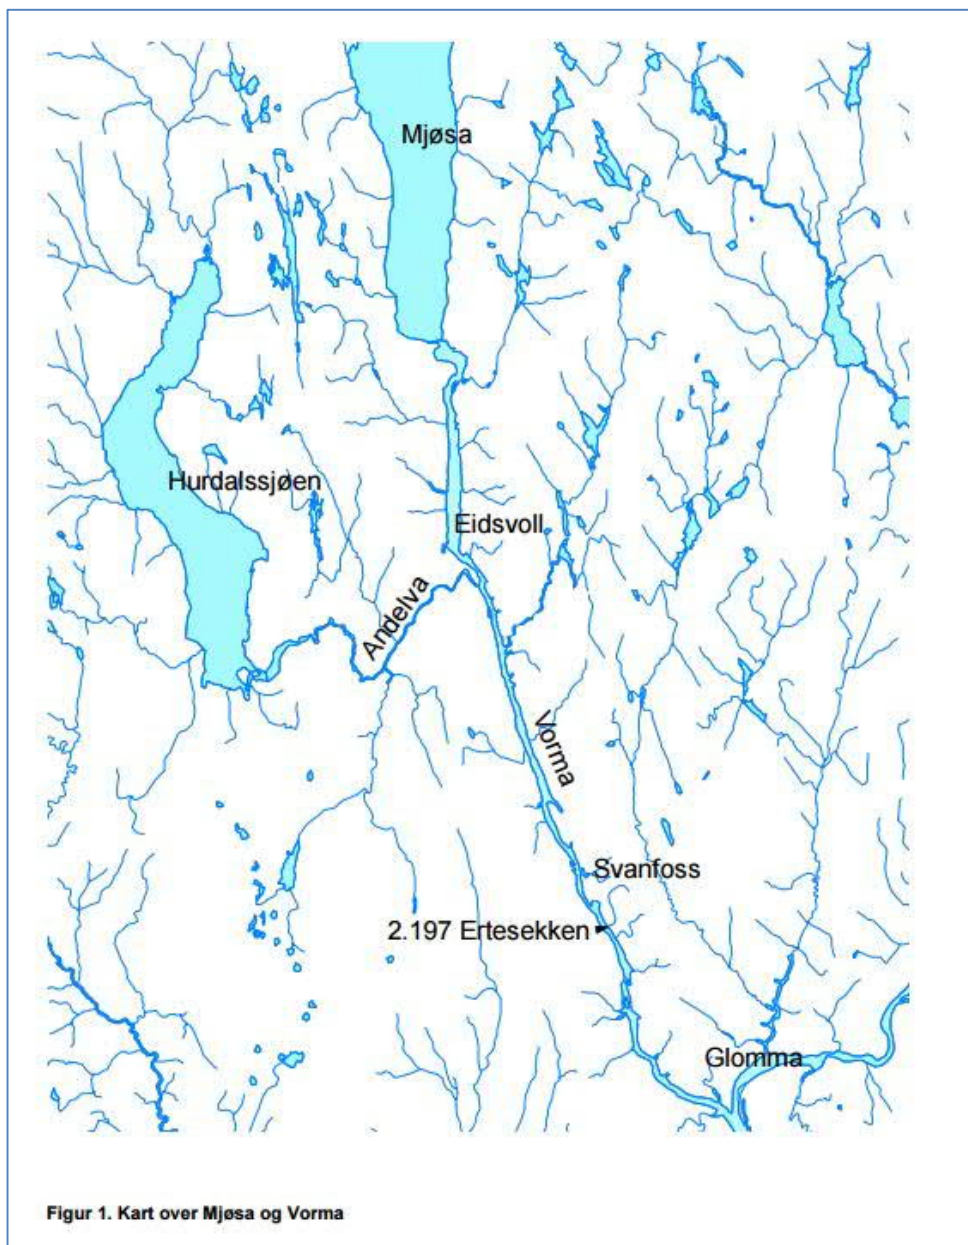 Mjøsa
Hurdalssjøen
Eidsvoll
Andelva
Vorma
Svanfoss
2.197 Ertesekken
Glomma
Figur 1. Kart over Mjøsa og Vorma